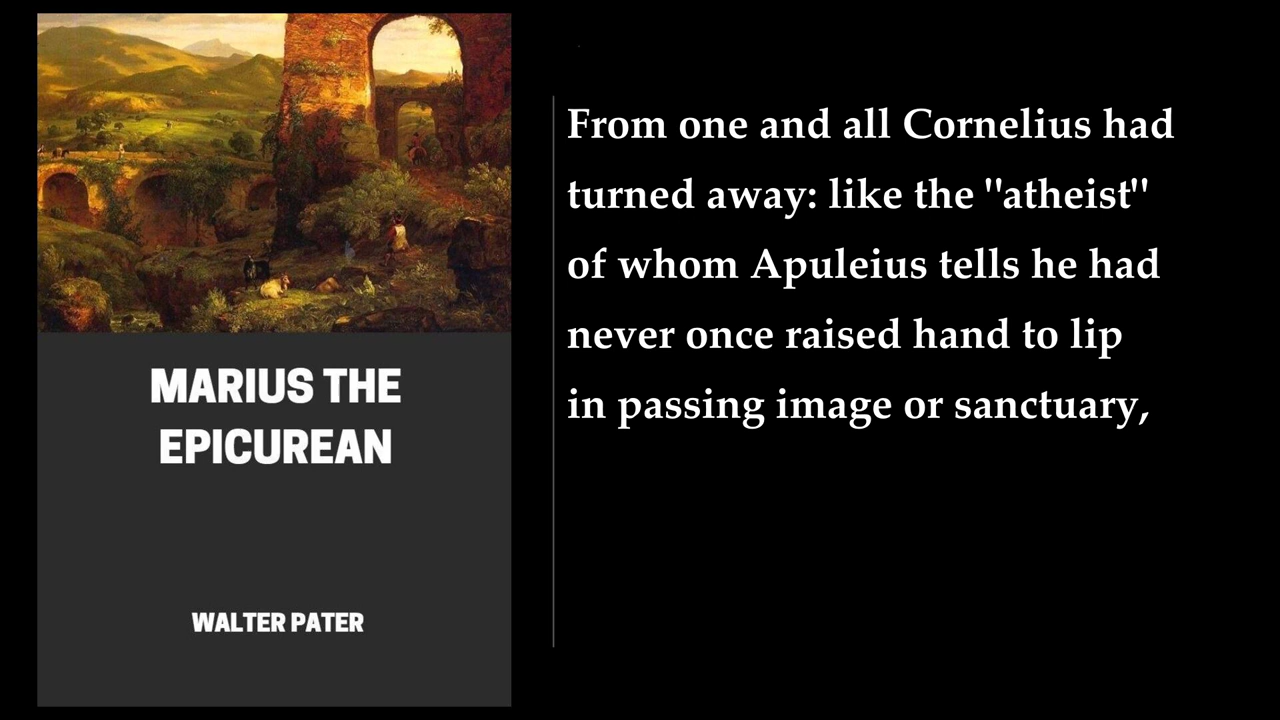 MARIUS THE
EPICUREAN
WALTER PATER
From one and all Cornelius had
turned away: like the "atheist"
of whom Apuleius tells he had
never once raised hand to lip
in passing image or sanctuary,